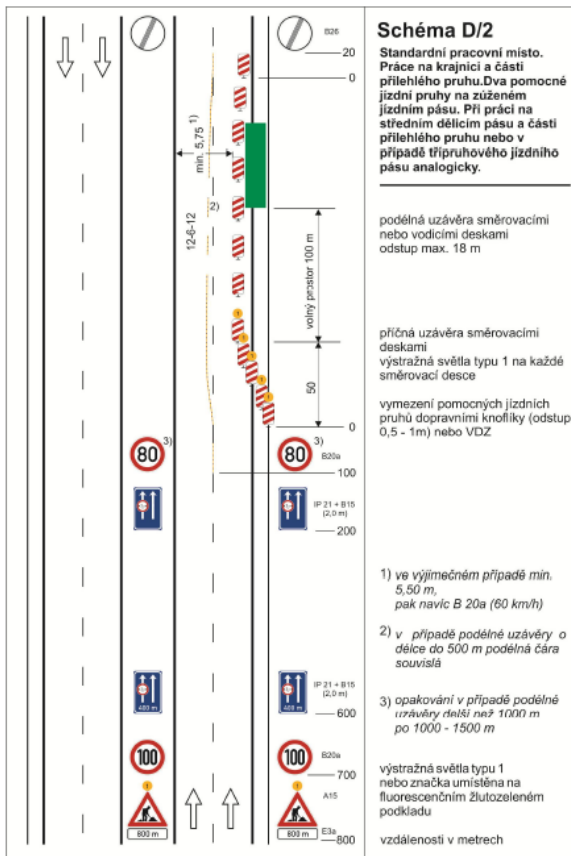 Schéma D/2
Standardní pracovní místo.
Práce na krajnici a části
přilehlého pruhu.Dva pomocné
jízdní pruhy na zúženém
jízdním pásu. Při práci na
středním dělicím pásu a části
přilehlého pruhu nebo v
případě třípruhového jízdního
pásu analogicky.
podélná uzávěra směrovacími
nebo vodicími deskami
odstup max. 18 m
příčná uzávěra směrovacími
deskami
výstražná světla typu 1 na každé
směrovací desce
vymezení pomocných jízdních
pruhů dopravními knoflíky (odstup
0,5 - 1m) nebo VDZ
1) ve výjimečném případě min.
5,50 m,
pak navíc B 20a (60 km/h)
2) v případě podélné uzávěry o
délce do 500 m podélná čára
souvislá
3) opakování v případě podélné
uzávěry delší než 1000 m
po 1000 - 1500 m
výstražná světla typu 1
nebo značka umístěna na
fluorescenčním žlutozeleném
podkladu
vzdálenosti v metrech
B26
20
0
min. 5,75 1)
2)
12-6-12
volný prostor 100 m
50
0
80
3)
80
3)
B20a
100
IP 21 + B15
(2,0 m)
200
400 m
400 m
IP 21 + B15
(2,0 m)
600
100
100
B20a
700
1
1
A15
800 m
800 m
E3a
800